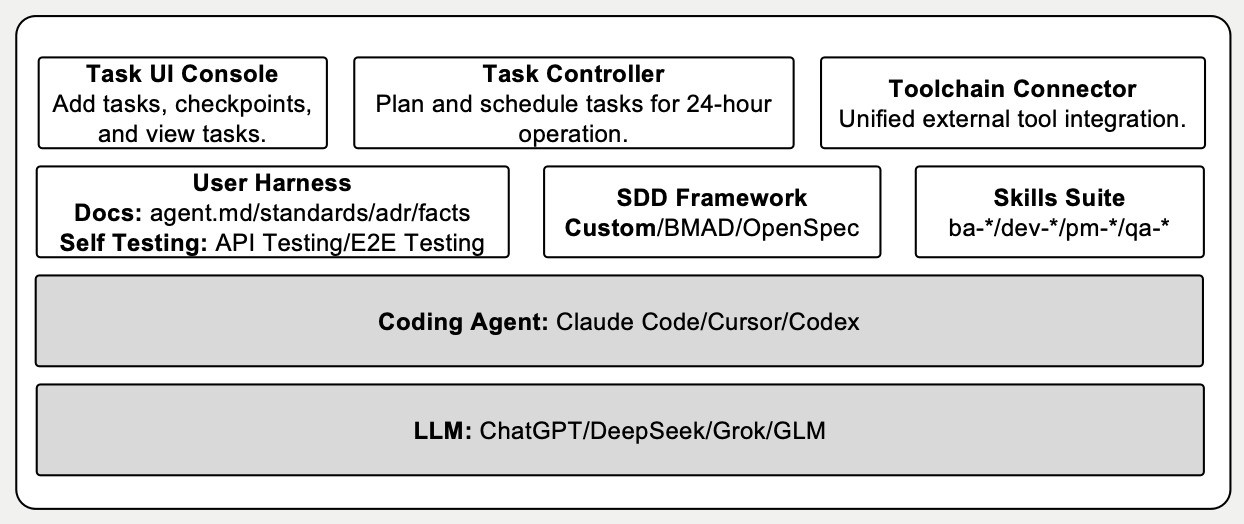 Task UI Console
Add tasks, checkpoints,
and view tasks.
Task Controller
Plan and schedule tasks for 24-hour
operation.
Toolchain Connector
Unified external tool integration.
User Harness
Docs: agent.md/standards/adr/facts
Self Testing: API Testing/E2E Testing
SDD Framework
Custom/BMAD/OpenSpec
Skills Suite
ba-*/dev-*/pm-*/qa-*
Coding Agent: Claude Code/Cursor/Codex
LLM: ChatGPT/DeepSeek/Grok/GLM